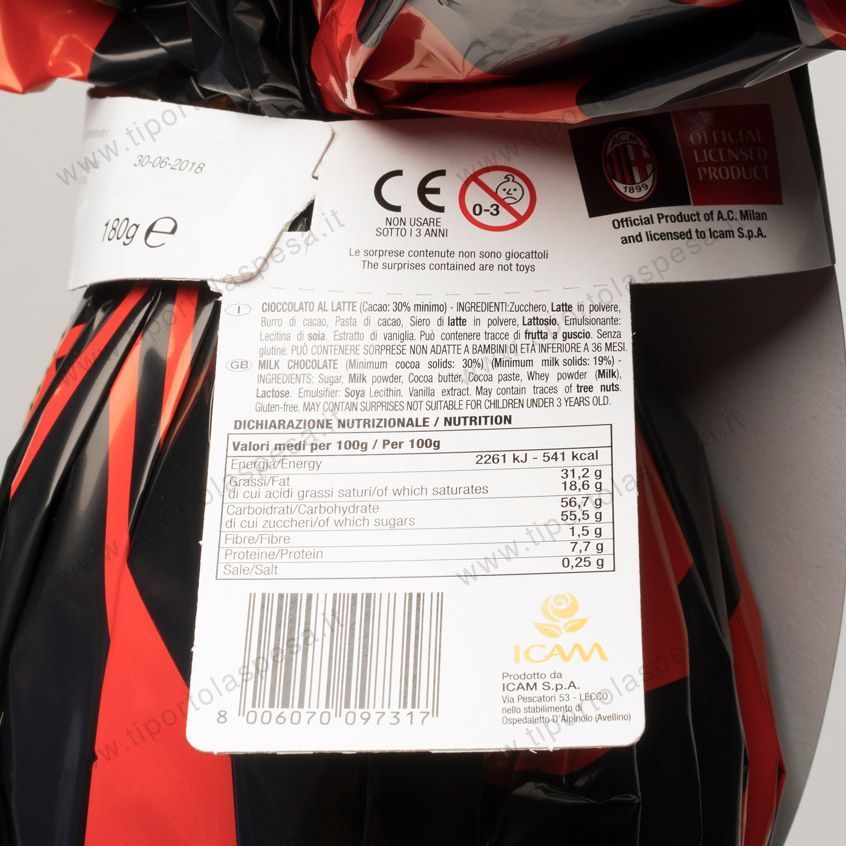 30-06-2018
180g e
CE
NON USARE
SOTTO I 3 ANNI
0-3
ACM
1899
OFFICIAL
LICENSED
PRODUCT
Official Product of A.C. Milan
and licensed to Icam S.p.A.
Le sorprese contenute non sono giocattoli
The surprises contained are not toys
I CIOCCOLATO AL LATTE (Cacao: 30% minimo) - INGREDIENTI:Zucchero, Latte in polvere,
Burro di cacao, Pasta di cacao, Siero di latte in polvere, Lattosio. Emulsionante:
Lecitina di soia. Estratto di vaniglia. Può contenere tracce di frutta a guscio. Senza
glutine. PUÒ CONTENERE SORPRESE NON ADATTE A BAMBINI DI ETÀ INFERIORE A 36 MESI.
GB MILK CHOCOLATE (Minimum cocoa solids: 30%) (Minimum milk solids: 19%) -
INGREDIENTS: Sugar, Milk powder, Cocoa butter, Cocoa paste, Whey powder (Milk),
Lactose. Emulsifier: Soya Lecithin. Vanilla extract. May contain traces of tree nuts.
Gluten-free. MAY CONTAIN SURPRISES NOT SUITABLE FOR CHILDREN UNDER 3 YEARS OLD.
DICHIARAZIONE NUTRIZIONALE / NUTRITION
Valori medi per 100g / Per 100g
Energia/Energy 2261 kJ - 541 kcal
Grassi/Fat 31,2 g
di cui acidi grassi saturi/of which saturates 18,6 g
Carboidrati/Carbohydrate 56,7 g
di cui zuccheri/of which sugars 55,5 g
Fibre/Fibre 1,5 g
Proteine/Protein 7,7 g
Sale/Salt 0,25 g
8 006070 097317
ICAM
Prodotto da
ICAM S.p.A.
Via Pescatori 53 - LECCO
nello stabilimento di
Ospedaletto D'Alpinolo (Avellino)
www.tiportolaspesa.it